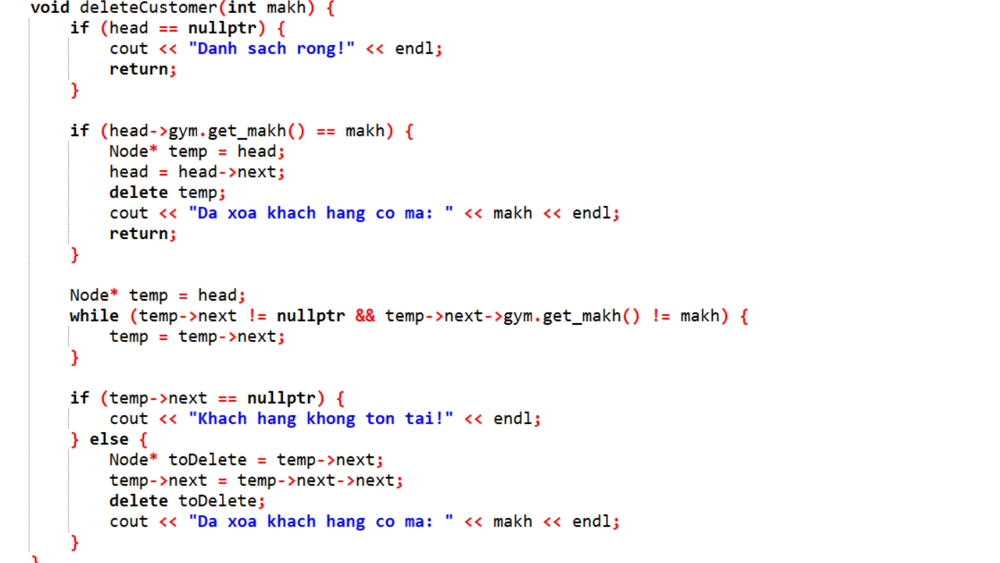 void deleteCustomer(int makh) {
    if (head == nullptr) {
        cout << "Danh sach rong!" << endl;
        return;
    }

    if (head->gym.get_makh() == makh) {
        Node* temp = head;
        head = head->next;
        delete temp;
        cout << "Da xoa khach hang co ma: " << makh << endl;
        return;
    }

    Node* temp = head;
    while (temp->next != nullptr && temp->next->gym.get_makh() != makh) {
        temp = temp->next;
    }

    if (temp->next == nullptr) {
        cout << "Khach hang khong ton tai!" << endl;
    } else {
        Node* toDelete = temp->next;
        temp->next = temp->next->next;
        delete toDelete;
        cout << "Da xoa khach hang co ma: " << makh << endl;
    }
}